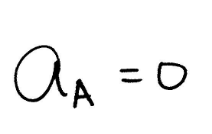 a_A = 0